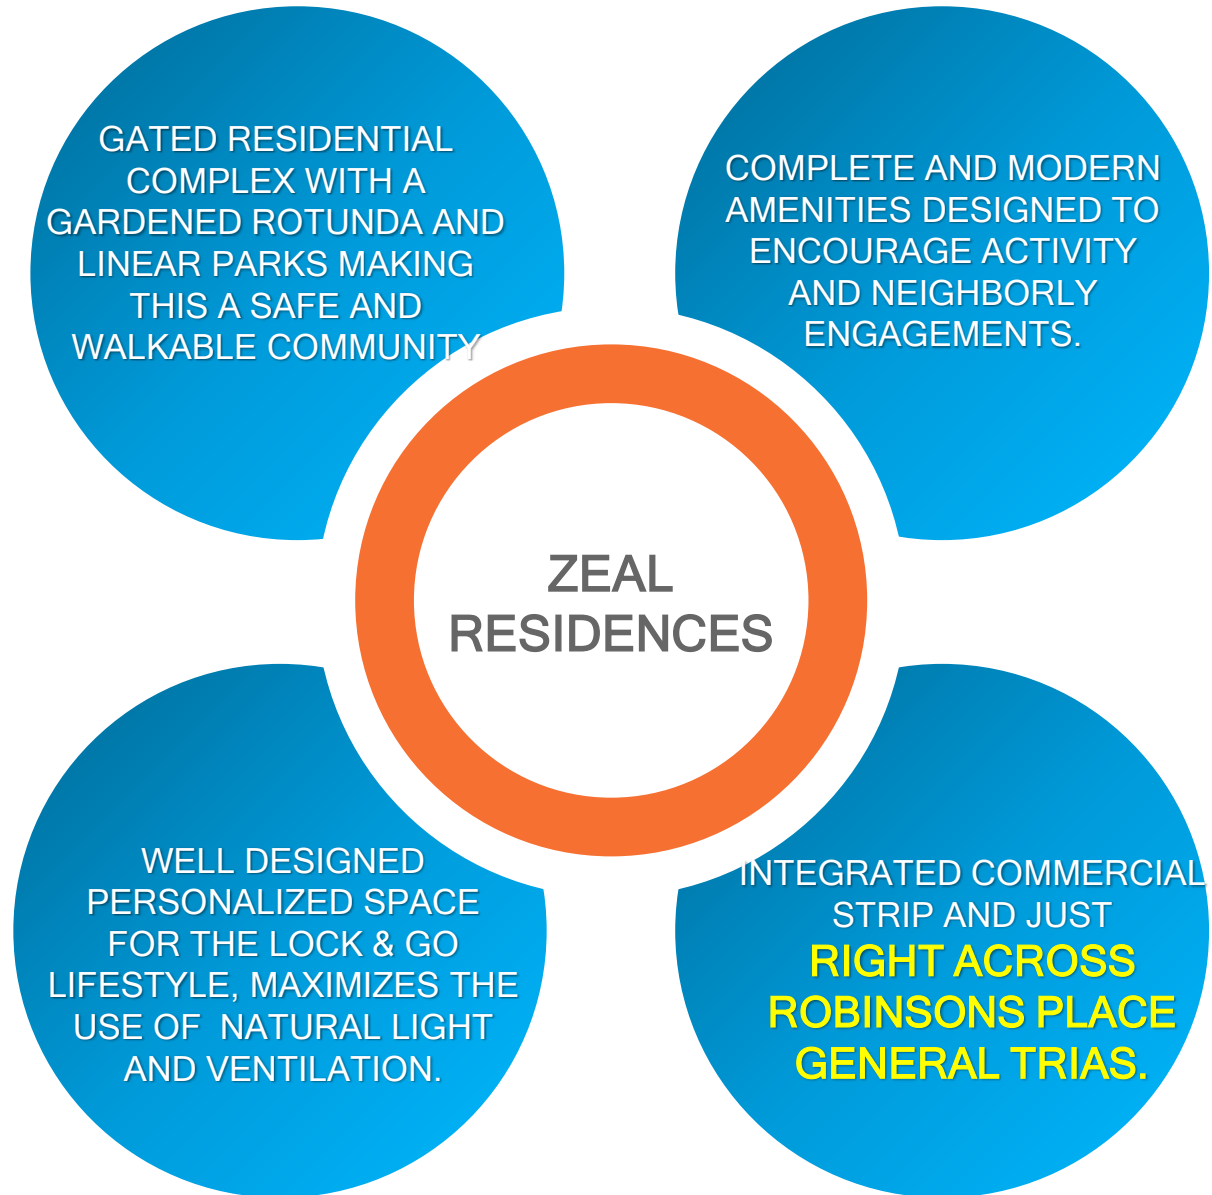 GATED RESIDENTIAL
COMPLEX WITH A
GARDENED ROTUNDA AND
LINEAR PARKS MAKING
THIS A SAFE AND
WALKABLE COMMUNITY
COMPLETE AND MODERN
AMENITIES DESIGNED TO
ENCOURAGE ACTIVITY
AND NEIGHBORLY
ENGAGEMENTS.
ZEAL
RESIDENCES
WELL DESIGNED
PERSONALIZED SPACE
FOR THE LOCK & GO
LIFESTYLE, MAXIMIZES THE
USE OF NATURAL LIGHT
AND VENTILATION.
INTEGRATED COMMERCIAL
STRIP AND JUST
RIGHT ACROSS
ROBINSONS PLACE
GENERAL TRIAS.